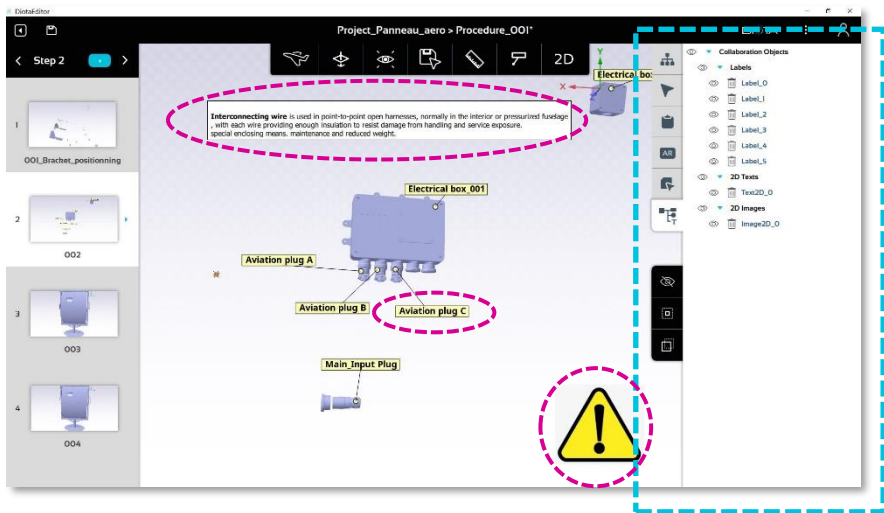 DiotaEditor
Project_Panneau_aero > Procedure_001*
Step 2
2D
Y
X
Electrical bo
Interconnecting wire is used in point-to-point open harnesses, normally in the interior or pressurized fuselage
, with each wire providing enough insulation to resist damage from handling and service exposure.
special enclosing means. maintenance and reduced weight.
1
001_Brachet_positionning
2
002
3
003
4
004
Electrical box_001
Aviation plug A
Aviation plug B
Aviation plug C
Main_Input Plug
AR
T
Collaboration Objects
Labels
Label_0
Label_1
Label_2
Label_3
Label_4
Label_5
2D Texts
Text2D_0
2D Images
Image2D_0